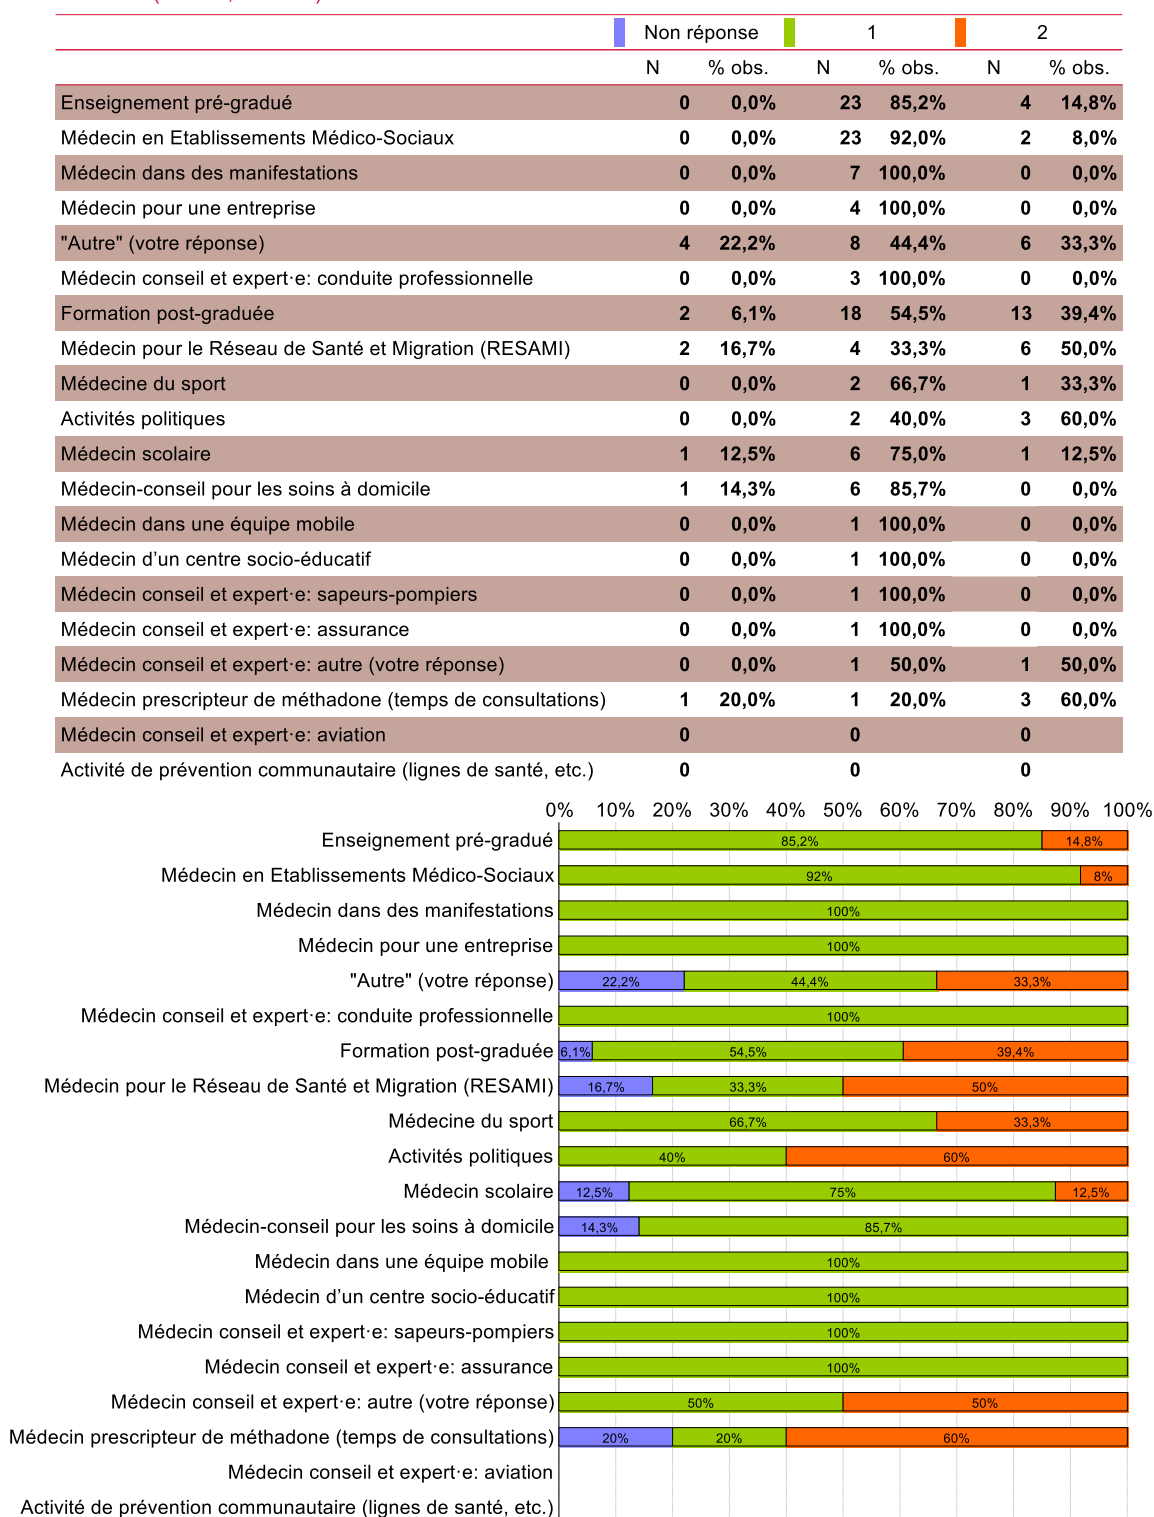 Non réponse 1 2
N % obs. N % obs. N % obs.
Enseignement pré-gradué 0 0,0% 23 85,2% 4 14,8%
Médecin en Etablissements Médico-Sociaux 0 0,0% 23 92,0% 2 8,0%
Médecin dans des manifestations 0 0,0% 7 100,0% 0 0,0%
Médecin pour une entreprise 0 0,0% 4 100,0% 0 0,0%
"Autre" (votre réponse) 4 22,2% 8 44,4% 6 33,3%
Médecin conseil et expert·e: conduite professionnelle 0 0,0% 3 100,0% 0 0,0%
Formation post-graduée 2 6,1% 18 54,5% 13 39,4%
Médecin pour le Réseau de Santé et Migration (RESAMI) 2 16,7% 4 33,3% 6 50,0%
Médecine du sport 0 0,0% 2 66,7% 1 33,3%
Activités politiques 0 0,0% 2 40,0% 3 60,0%
Médecin scolaire 1 12,5% 6 75,0% 1 12,5%
Médecin-conseil pour les soins à domicile 1 14,3% 6 85,7% 0 0,0%
Médecin dans une équipe mobile 0 0,0% 1 100,0% 0 0,0%
Médecin d’un centre socio-éducatif 0 0,0% 1 100,0% 0 0,0%
Médecin conseil et expert·e: sapeurs-pompiers 0 0,0% 1 100,0% 0 0,0%
Médecin conseil et expert·e: assurance 0 0,0% 1 100,0% 0 0,0%
Médecin conseil et expert·e: autre (votre réponse) 0 0,0% 1 50,0% 1 50,0%
Médecin prescripteur de méthadone (temps de consultations) 1 20,0% 1 20,0% 3 60,0%
Médecin conseil et expert·e: aviation 0 0 0
Activité de prévention communautaire (lignes de santé, etc.) 0 0 0
0% 10% 20% 30% 40% 50% 60% 70% 80% 90% 100%
Enseignement pré-gradué 85,2% 14,8%
Médecin en Etablissements Médico-Sociaux 92% 8%
Médecin dans des manifestations 100%
Médecin pour une entreprise 100%
"Autre" (votre réponse) 22,2% 44,4% 33,3%
Médecin conseil et expert·e: conduite professionnelle 100%
Formation post-graduée 6,1% 54,5% 39,4%
Médecin pour le Réseau de Santé et Migration (RESAMI) 16,7% 33,3% 50%
Médecine du sport 66,7% 33,3%
Activités politiques 40% 60%
Médecin scolaire 12,5% 75% 12,5%
Médecin-conseil pour les soins à domicile 14,3% 85,7%
Médecin dans une équipe mobile 100%
Médecin d’un centre socio-éducatif 100%
Médecin conseil et expert·e: sapeurs-pompiers 100%
Médecin conseil et expert·e: assurance 100%
Médecin conseil et expert·e: autre (votre réponse) 50% 50%
Médecin prescripteur de méthadone (temps de consultations) 20% 20% 60%
Médecin conseil et expert·e: aviation
Activité de prévention communautaire (lignes de santé, etc.)